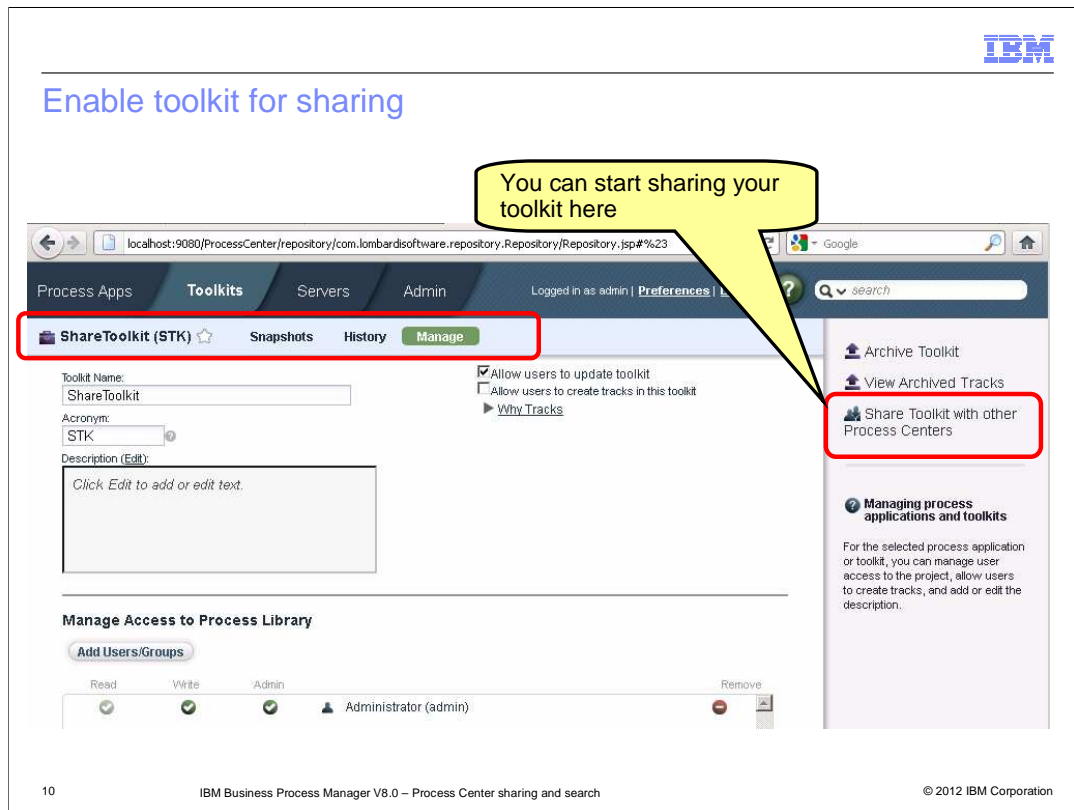 IBM
Enable toolkit for sharing
You can start sharing your
toolkit here
localhost:9080/ProcessCenter/repository/com.lombardisoftware.repository.Repository/Repository.jsp#%23
Google
Process Apps
Toolkits
Servers
Admin
Logged in as admin | Preferences |
?
search
ShareToolkit (STK)
Snapshots
History
Manage
Toolkit Name:
ShareToolkit
Acronym:
STK
Description (Edit):
Click Edit to add or edit text.
Allow users to update toolkit
Allow users to create tracks in this toolkit
Why Tracks
Archive Toolkit
View Archived Tracks
Share Toolkit with other
Process Centers
Managing process
applications and toolkits
For the selected process application
or toolkit, you can manage user
access to the project, allow users
to create tracks, and add or edit the
description.
Manage Access to Process Library
Add Users/Groups
Read
Write
Admin
Remove
Administrator (admin)
10
IBM Business Process Manager V8.0 – Process Center sharing and search
© 2012 IBM Corporation